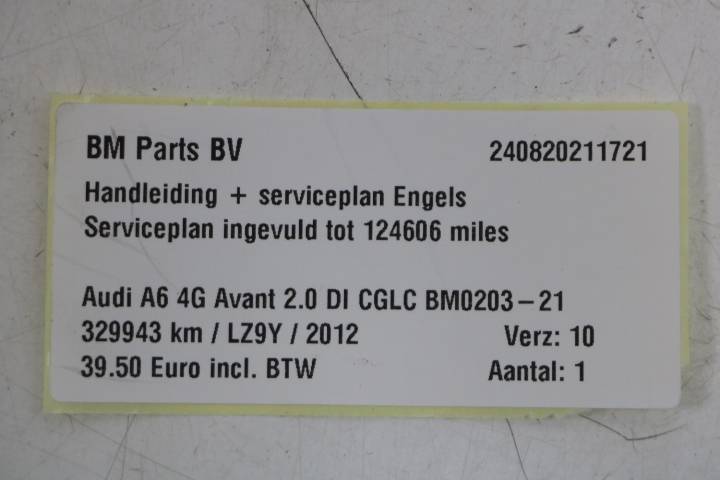 BM Parts BV 240820211721
Handleiding + serviceplan Engels
Serviceplan ingevuld tot 124606 miles
Audi A6 4G Avant 2.0 DI CGLC BM0203-21
329943 km / LZ9Y / 2012 Verz: 10
39.50 Euro incl. BTW Aantal: 1